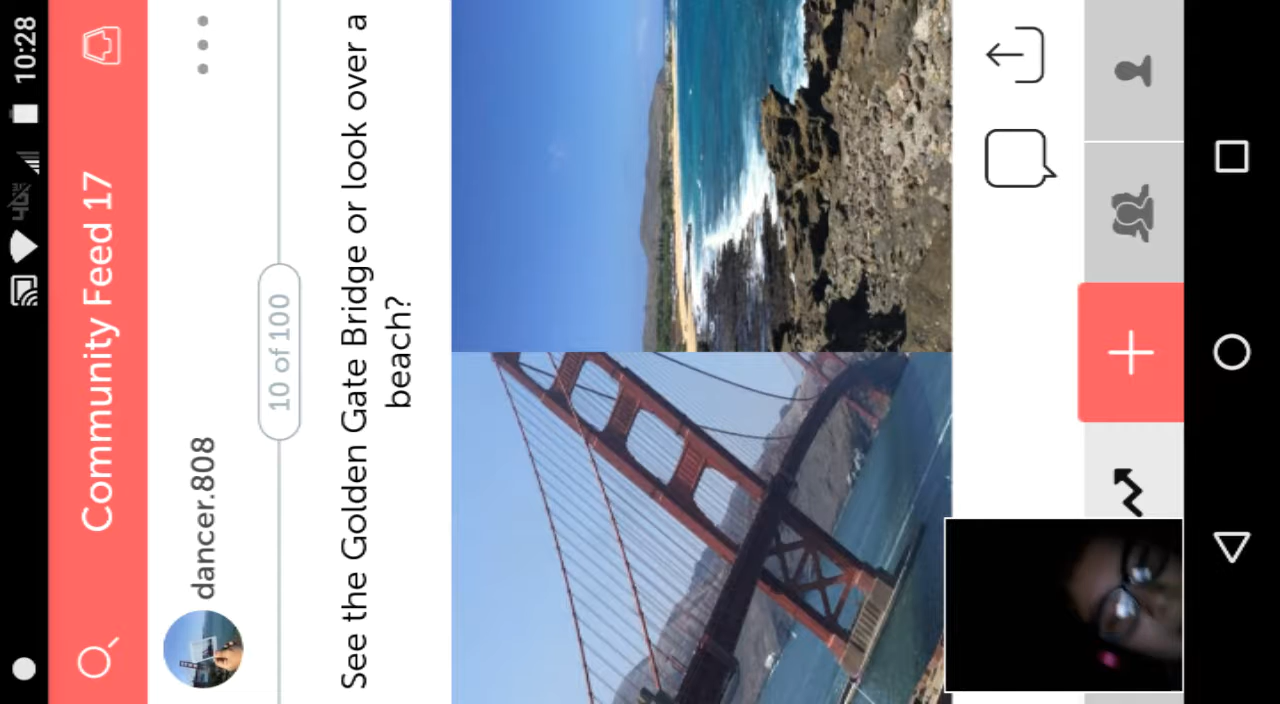 4G 10:28
Community Feed 17
dancer.808
10 of 100
See the Golden Gate Bridge or look over a
beach?